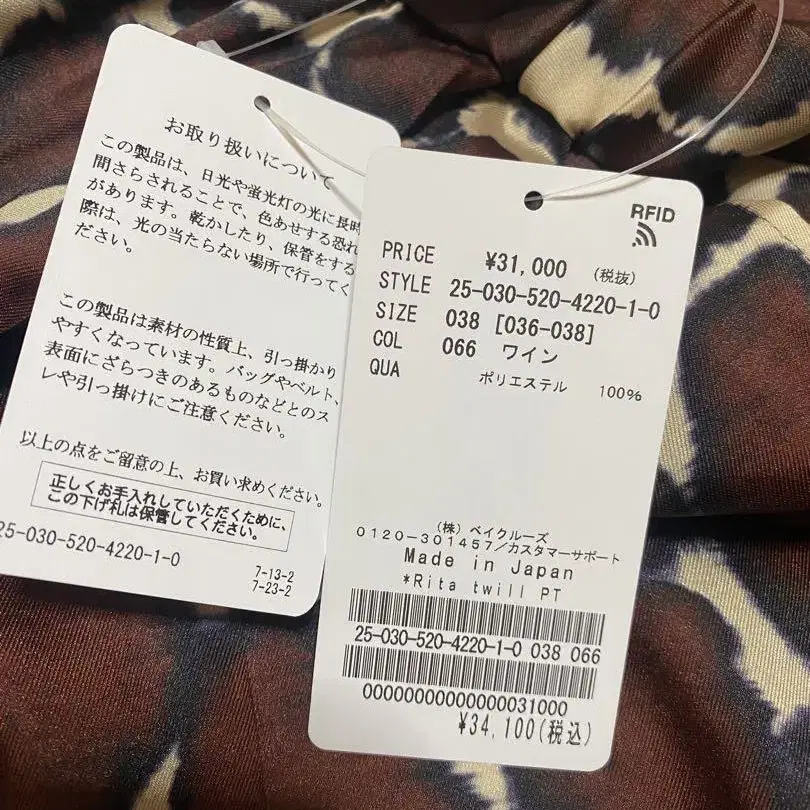 お取り扱いについて
この製品は、日光や蛍光灯の光に長時
間さらされることで、色あせする恐れ
があります。乾かしたり、保管をする
際は、光の当たらない場所で行ってく
ださい。
この製品は素材の性質上、引っ掛かり
やすくなっています。バッグやベルト、
表面にざらつきのあるものなどとのス
レや引っ掛けにご注意ください。
以上の点をご留意の上、お買い求めください。
正しくお手入れしていただくために、
この下げ札は保管してください。
25-030-520-4220-1-0
7-13-2
7-23-2
RFID
PRICE ¥31,000 (税抜)
STYLE 25-030-520-4220-1-0
SIZE 038 [036-038]
COL 066 ワイン
QUA ポリエステル 100%
(株) ベイクルーズ
0120-301457/カスタマーサポート
Made in Japan
*Rita twill PT
25-030-520-4220-1-0 038 066
00000000000000031000
¥34,100(税込)